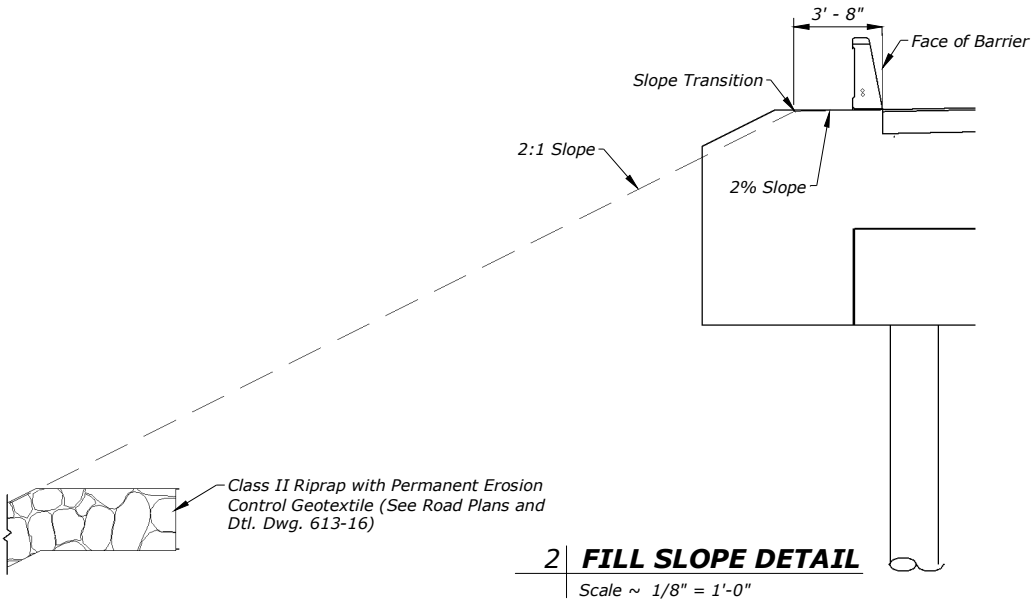 3' - 8"
Face of Barrier
Slope Transition
2:1 Slope
2% Slope
Class II Riprap with Permanent Erosion
Control Geotextile (See Road Plans and
Dtl. Dwg. 613-16)
2 FILL SLOPE DETAIL
Scale ~ 1/8" = 1'-0"